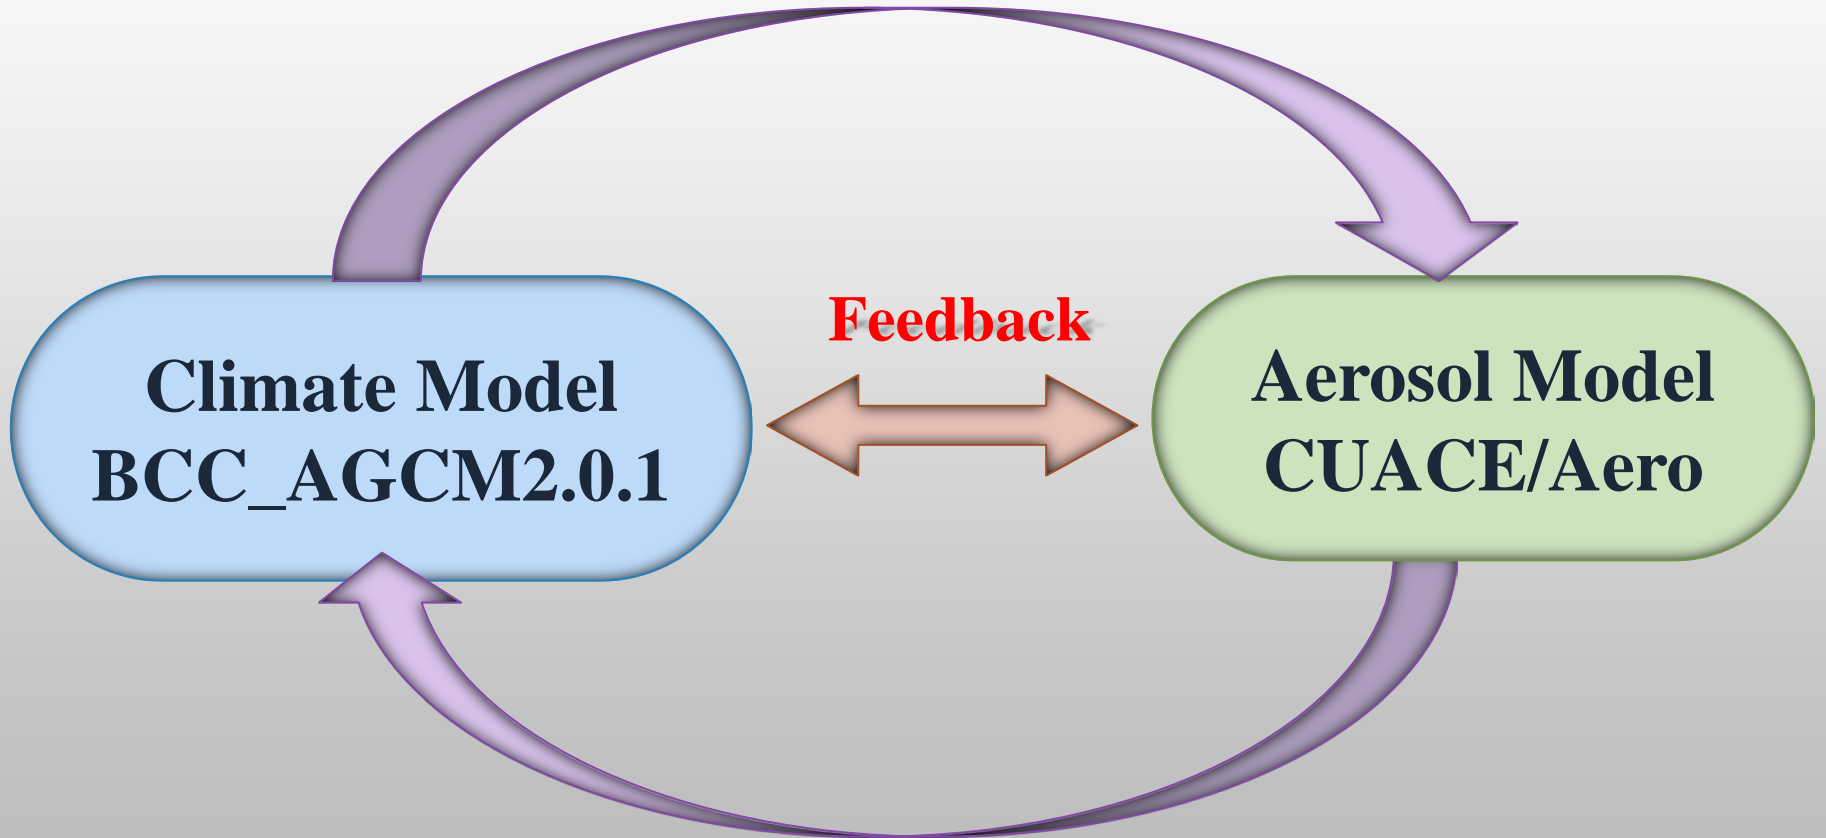 Feedback
Climate Model
BCC_AGCM2.0.1
Aerosol Model
CUACE/Aero